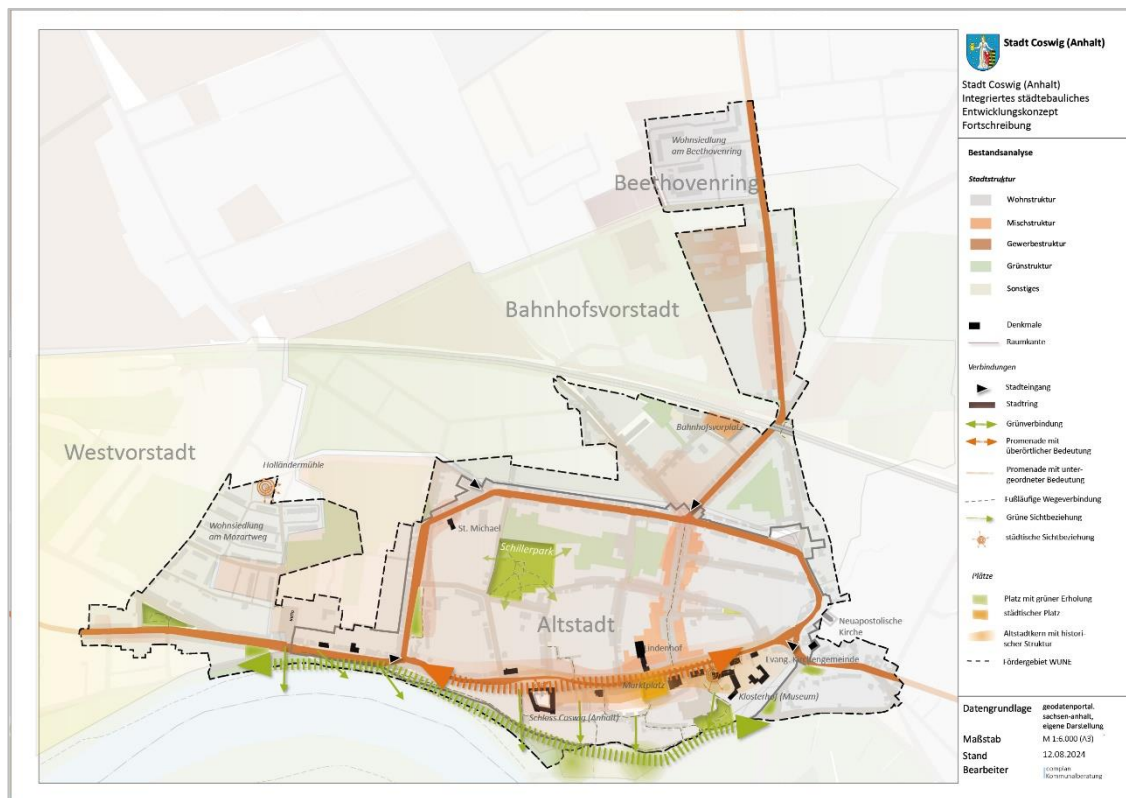 Stadt Coswig (Anhalt)
Stadt Coswig (Anhalt)
Integriertes städtebauliches
Entwicklungskonzept
Fortschreibung
Bestandsanalyse
Stadtstruktur
Wohnstruktur
Mischstruktur
Gewerbestruktur
Grünstruktur
Sonstiges
Denkmale
Raumkante
Verbindungen
Stadteingang
Stadtring
Grünverbindung
Promenade mit
überörtlicher Bedeutung
Promenade mit unter-
geordneter Bedeutung
Fußläufige Wegeverbindung
Grüne Sichtbeziehung
städtische Sichtbeziehung
Plätze
Platz mit grüner Erholung
städtischer Platz
Altstadtkern mit histori-
scher Struktur
Fördergebiet WUNE
Datengrundlage
geodatenportal.
sachsen-anhalt,
eigene Darstellung
Maßstab
M 1:6.000 (A3)
Stand
12.08.2024
Bearbeiter
complan
Kommunalberatung
Wohnsiedlung
am Beethovenring
Beethovenring
Bahnhofsvorstadt
Bahnhofsvorplatz
Westvorstadt
Holländermühle
Wohnsiedlung
am Mozartweg
St. Michael
Schillerpark
Altstadt
Lindenhof
Neuapostolische
Kirche
Evang. Kirchengemeinde
Marktplatz
Klosterhof (Museum)
Schloss Coswig (Anhalt)